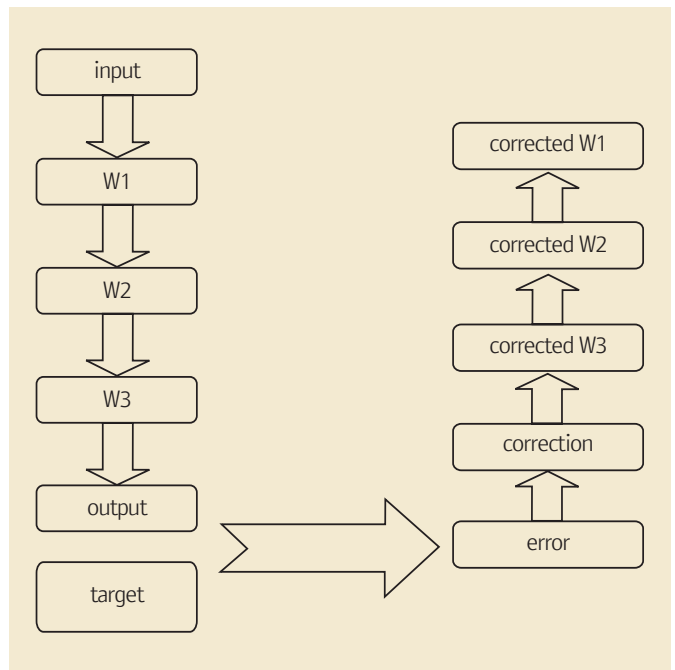 input
W1
W2
W3
output
target
corrected W1
corrected W2
corrected W3
correction
error